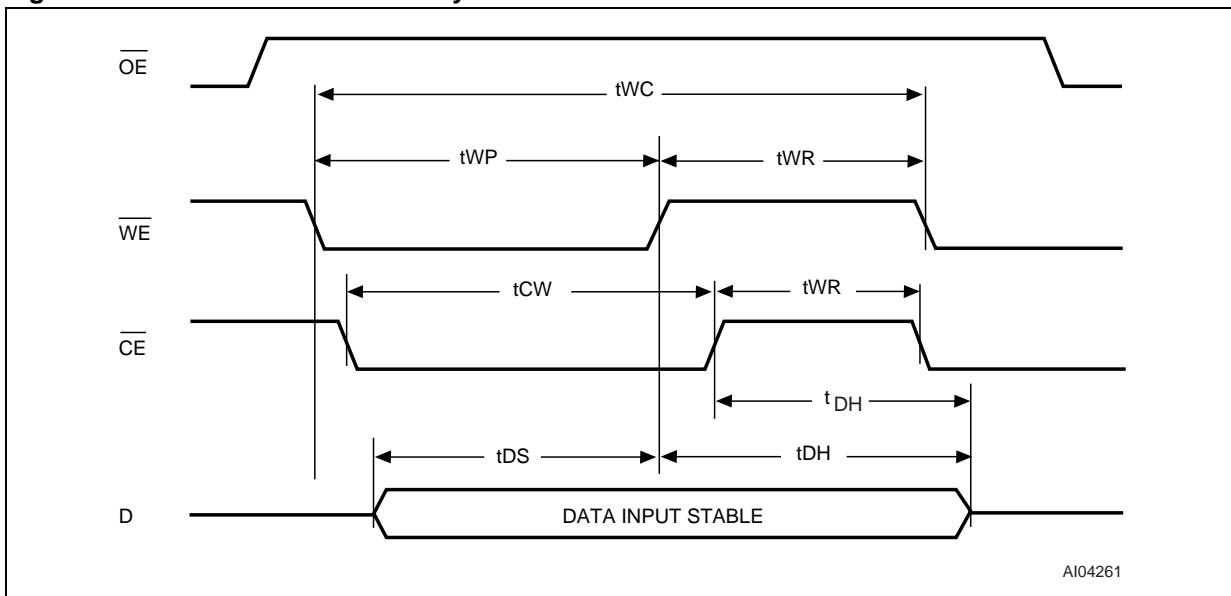 OE
tWC
tWP
tWR
WE
tCW
tWR
CE
t DH
tDS
tDH
D
DATA INPUT STABLE
AI04261